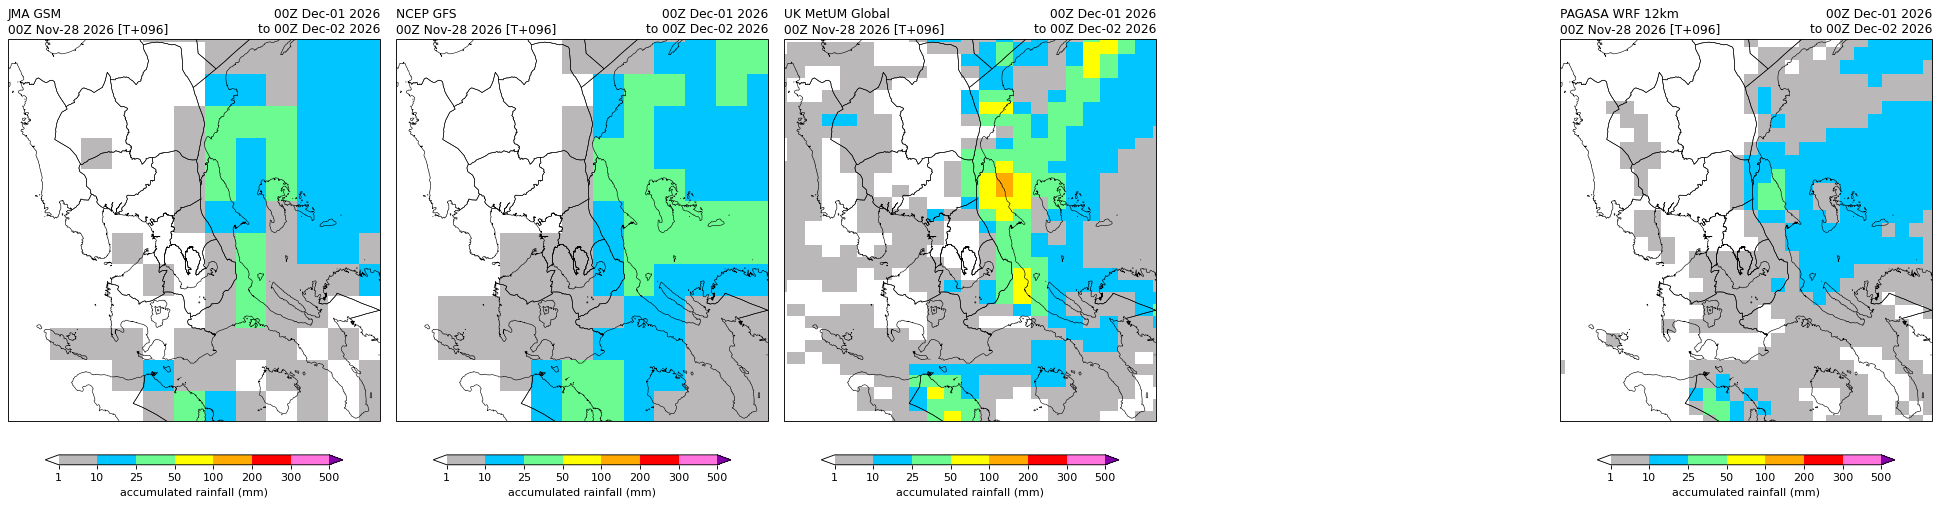 JMA GSM
00Z Nov-28 2026 [T+096]
00Z Dec-01 2026
to 00Z Dec-02 2026
NCEP GFS
00Z Nov-28 2026 [T+096]
00Z Dec-01 2026
to 00Z Dec-02 2026
UK MetUM Global
00Z Nov-28 2026 [T+096]
00Z Dec-01 2026
to 00Z Dec-02 2026
PAGASA WRF 12km
00Z Nov-28 2026 [T+096]
00Z Dec-01 2026
to 00Z Dec-02 2026
1 10 25 50 100 200 300 500
accumulated rainfall (mm)
1 10 25 50 100 200 300 500
accumulated rainfall (mm)
1 10 25 50 100 200 300 500
accumulated rainfall (mm)
1 10 25 50 100 200 300 500
accumulated rainfall (mm)